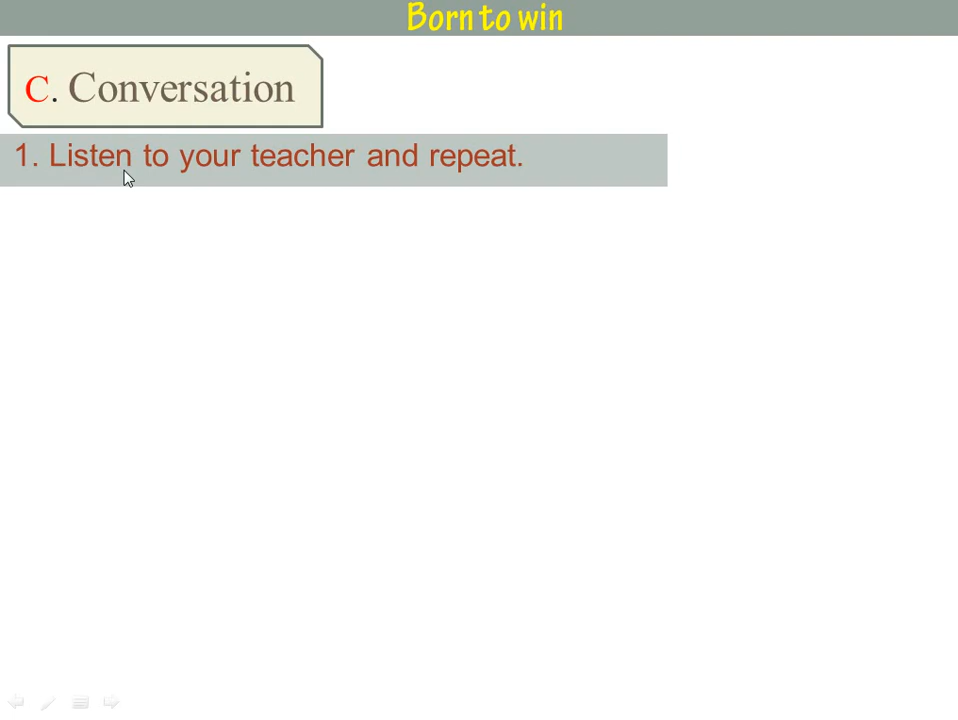 Born to win
C. Conversation
1. Listen to your teacher and repeat.